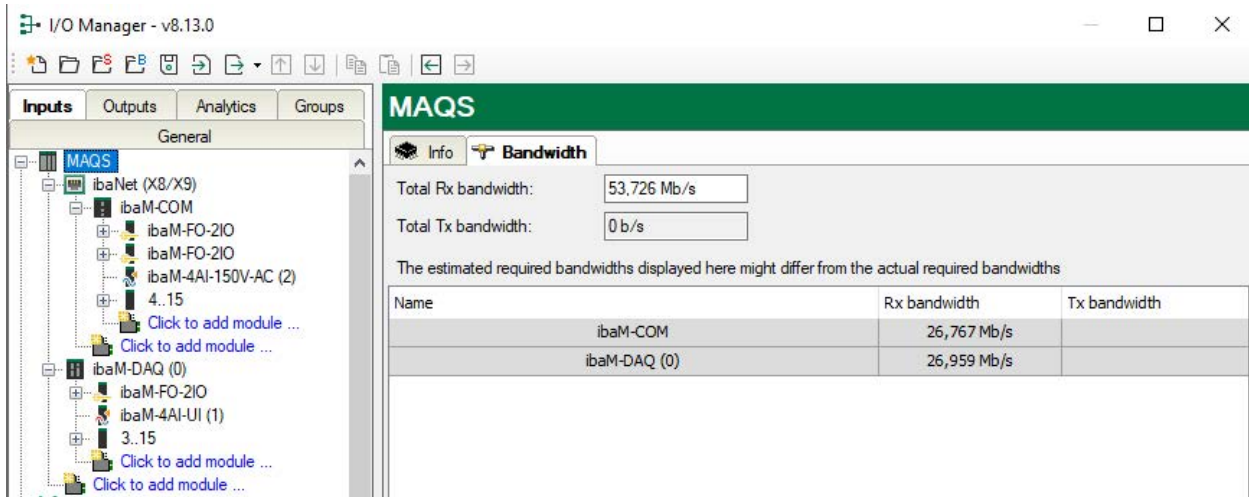 I/O Manager - v8.13.0
Inputs Outputs Analytics Groups
General
MAQS
ibaNet (X8/X9)
ibaM-COM
ibaM-FO-2IO
ibaM-FO-2IO
ibaM-4AI-150V-AC (2)
4..15
Click to add module ...
Click to add module ...
ibaM-DAQ (0)
ibaM-FO-2IO
ibaM-4AI-UI (1)
3..15
Click to add module ...
Click to add module ...
MAQS
Info Bandwidth
Total Rx bandwidth: 53,726 Mb/s
Total Tx bandwidth: 0 b/s
The estimated required bandwidths displayed here might differ from the actual required bandwidths
Name Rx bandwidth Tx bandwidth
ibaM-COM 26,767 Mb/s
ibaM-DAQ (0) 26,959 Mb/s